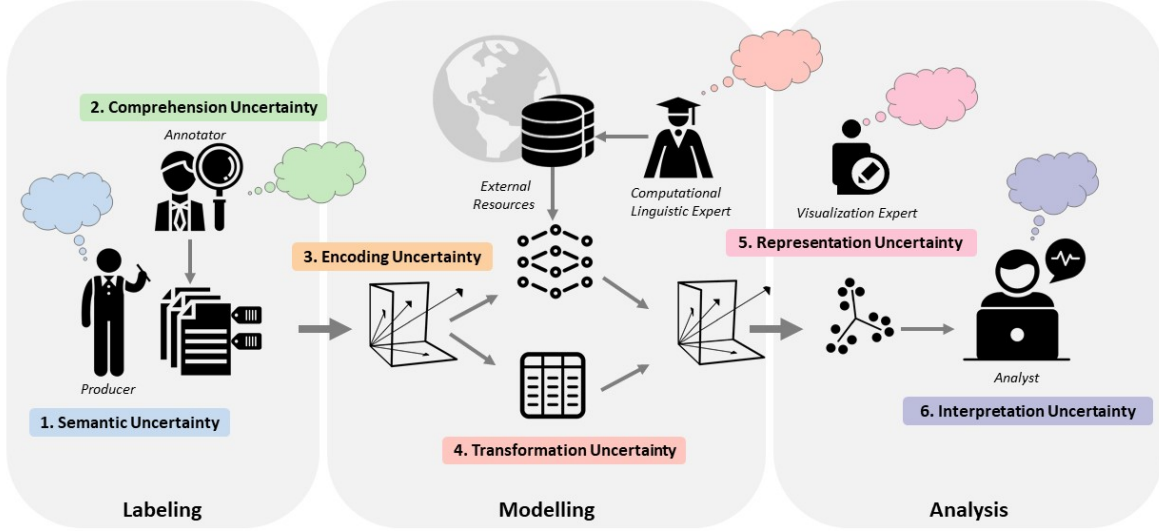 2. Comprehension Uncertainty
Annotator
Producer
1. Semantic Uncertainty
Labeling
3. Encoding Uncertainty
External
Resources
Computational
Linguistic Expert
4. Transformation Uncertainty
Modelling
Visualization Expert
5. Representation Uncertainty
Analyst
6. Interpretation Uncertainty
Analysis